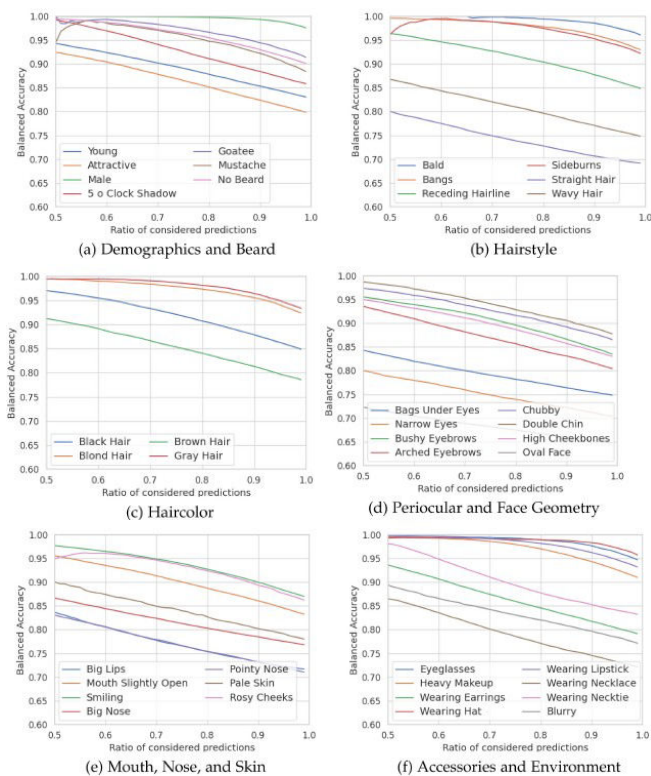 1.00
0.95
0.90
0.85
0.80
0.75
0.70
0.65
0.60
Balanced Accuracy
Young
Attractive
Male
5 o Clock Shadow
Goatee
Mustache
No Beard
0.5 0.6 0.7 0.8 0.9 1.0
Ratio of considered predictions
(a) Demographics and Beard
1.00
0.95
0.90
0.85
0.80
0.75
0.70
0.65
0.60
Balanced Accuracy
Bald
Bangs
Receding Hairline
Sideburns
Straight Hair
Wavy Hair
0.5 0.6 0.7 0.8 0.9 1.0
Ratio of considered predictions
(b) Hairstyle
1.00
0.95
0.90
0.85
0.80
0.75
0.70
0.65
0.60
Balanced Accuracy
Black Hair
Blond Hair
Brown Hair
Gray Hair
0.5 0.6 0.7 0.8 0.9 1.0
Ratio of considered predictions
(c) Haircolor
1.00
0.95
0.90
0.85
0.80
0.75
0.70
0.65
0.60
Balanced Accuracy
Bags Under Eyes
Narrow Eyes
Bushy Eyebrows
Arched Eyebrows
Chubby
Double Chin
High Cheekbones
Oval Face
0.5 0.6 0.7 0.8 0.9 1.0
Ratio of considered predictions
(d) Periocular and Face Geometry
1.00
0.95
0.90
0.85
0.80
0.75
0.70
0.65
0.60
Balanced Accuracy
Big Lips
Mouth Slightly Open
Smiling
Big Nose
Pointy Nose
Pale Skin
Rosy Cheeks
0.5 0.6 0.7 0.8 0.9 1.0
Ratio of considered predictions
(e) Mouth, Nose, and Skin
1.00
0.95
0.90
0.85
0.80
0.75
0.70
0.65
0.60
Balanced Accuracy
Eyeglasses
Heavy Makeup
Wearing Earrings
Wearing Hat
Wearing Lipstick
Wearing Necklace
Wearing Necktie
Blurry
0.5 0.6 0.7 0.8 0.9 1.0
Ratio of considered predictions
(f) Accessories and Environment